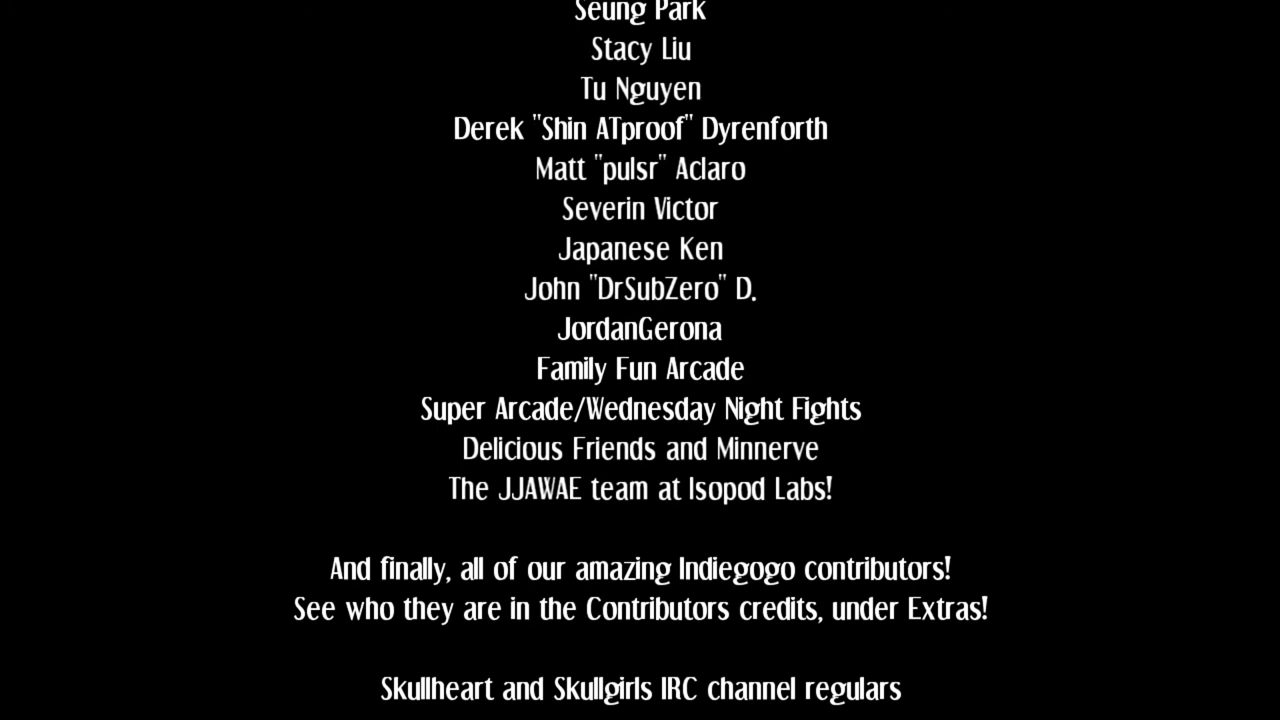 Seung Park
Stacy Liu
Tu Nguyen
Derek "Shin ATproof" Dyrenforth
Matt "pulsr" Aclaro
Severin Victor
Japanese Ken
John "DrSubZero" D.
JordanGerona
Family Fun Arcade
Super Arcade/Wednesday Night Fights
Delicious Friends and Minnerve
The JJAWAE team at Isopod Labs!
And finally, all of our amazing Indiegogo contributors!
See who they are in the Contributors credits, under Extras!
Skullheart and Skullgirls IRC channel regulars